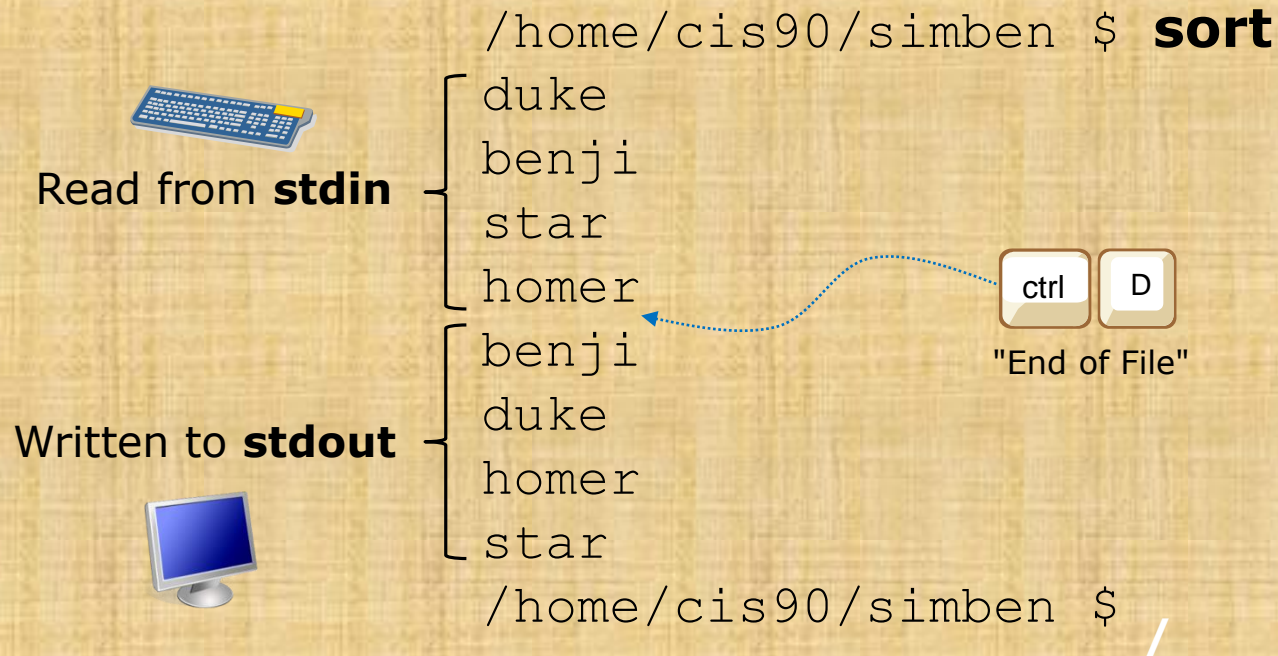 /home/cis90/simben $ sort
duke
benji
Read from stdin
star
homer
ctrl D
"End of File"
benji
duke
Written to stdout
homer
star
/home/cis90/simben $
/